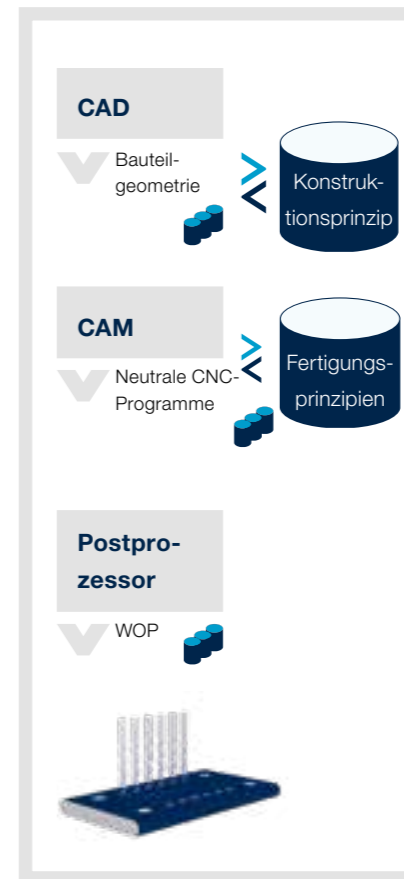 CAD
Bauteil-
geometrie
Konstruk-
tionsprinzip
CAM
Neutrale CNC-
Programme
Fertigungs-
prinzipien
Postpro-
zessor
WOP